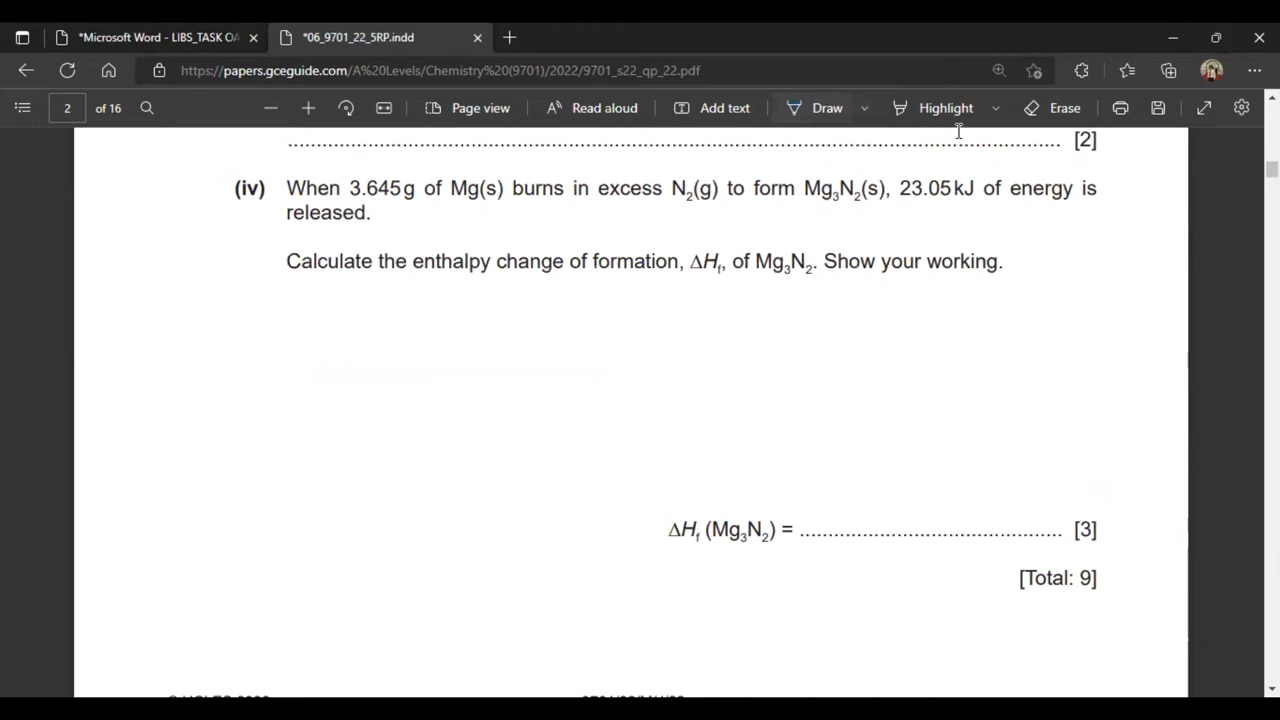 *Microsoft Word - LIBS_TASK OA
*06_9701_22_5RP.indd
https://papers.gceguide.com/A%20Levels/Chemistry%20(9701)/2022/9701_s22_qp_22.pdf
2 of 16
Page view
Read aloud
Add text
Draw
Highlight
Erase
.......................................................................................................................................... [2]
(iv) When 3.645 g of Mg(s) burns in excess N₂(g) to form Mg₃N₂(s), 23.05 kJ of energy is
released.
Calculate the enthalpy change of formation, ΔHf, of Mg₃N₂. Show your working.
ΔHf (Mg₃N₂) = .............................................. [3]
[Total: 9]